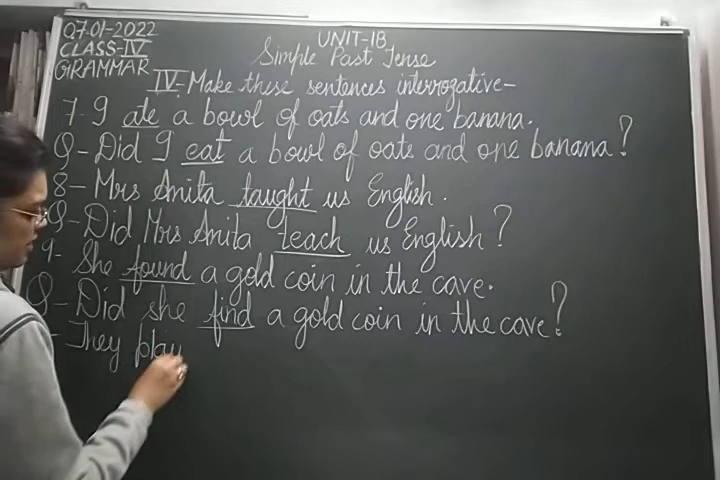 07.01-2022
CLASS-IV
GRAMMAR
UNIT-1B
Simple Past Tense
IV. Make these sentences interrogative-
7- I ate a bowl of oats and one banana.
Q- Did I eat a bowl of oats and one banana?
8- Mrs Anita taught us English.
Q- Did Mrs Anita teach us English?
9- She found a gold coin in the cave.
Q- Did she find a gold coin in the cave?
- They play